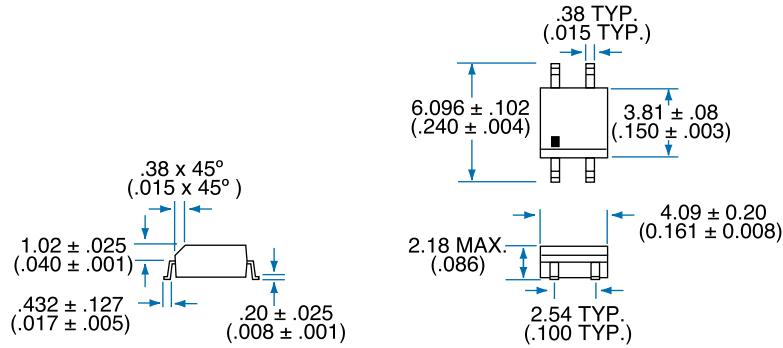 .38 TYP.
(.015 TYP.)
6.096 ± .102
(.240 ± .004)
3.81 ± .08
(.150 ± .003)
.38 x 45º
(.015 x 45º )
1.02 ± .025
(.040 ± .001)
.432 ± .127
(.017 ± .005)
.20 ± .025
(.008 ± .001)
4.09 ± 0.20
(0.161 ± 0.008)
2.18 MAX.
(.086)
2.54 TYP.
(.100 TYP.)